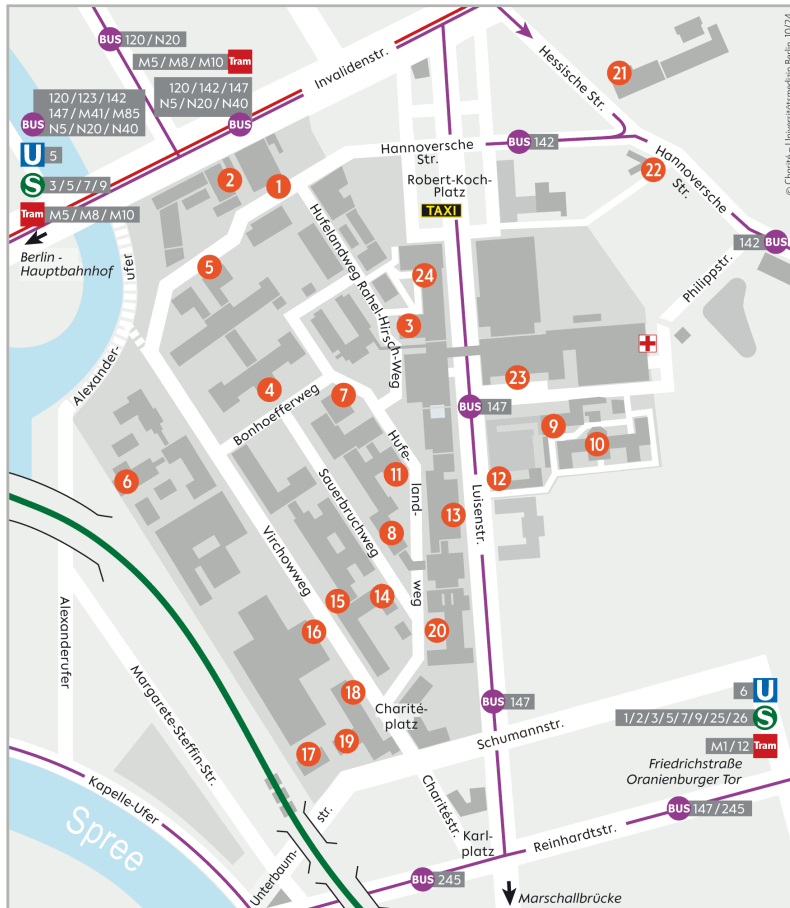 BUS 120 / N20
M5 / M8 / M10 Tram
120 / 123 / 142
147 / M41 / M85
BUS N5 / N20 / N40
120 / 142 / 147
N5 / N20 / N40
BUS
U 5
S 3 / 5 / 7 / 9
Tram M5 / M8 / M10
Berlin -
Hauptbahnhof
Invalidenstr.
Hessische Str.
© Charité – Universitätsmedizin Berlin, 10/24
21
Hannoversche
Str.
BUS 142
Robert-Koch-
Platz
TAXI
22
Hannoversche
Str.
142 BUS
Philippstr.
2
1
5
Hufelandweg
Rahel-Hirsch-Weg
24
3
Alexander-
ufer
23
BUS 147
4
7
Bonhoefferweg
9
10
Hufe-
land-
weg
11
12
6
Sauerbruchweg
13
Luisenstr.
8
Virchowweg
15
14
16
20
Alexanderufer
Margarete-Steffin-Str.
18
Charité-
platz
BUS 147
Schumannstr.
6 U
1/2/3/5/7/9/25/26 S
M1/12 Tram
Friedrichstraße
Oranienburger Tor
17
19
Kapelle-Ufer
Spree
Unterbaum-
str.
Charitéstr.
Karl-
platz
Reinhardtstr.
BUS 147 / 245
BUS 245
Marschallbrücke